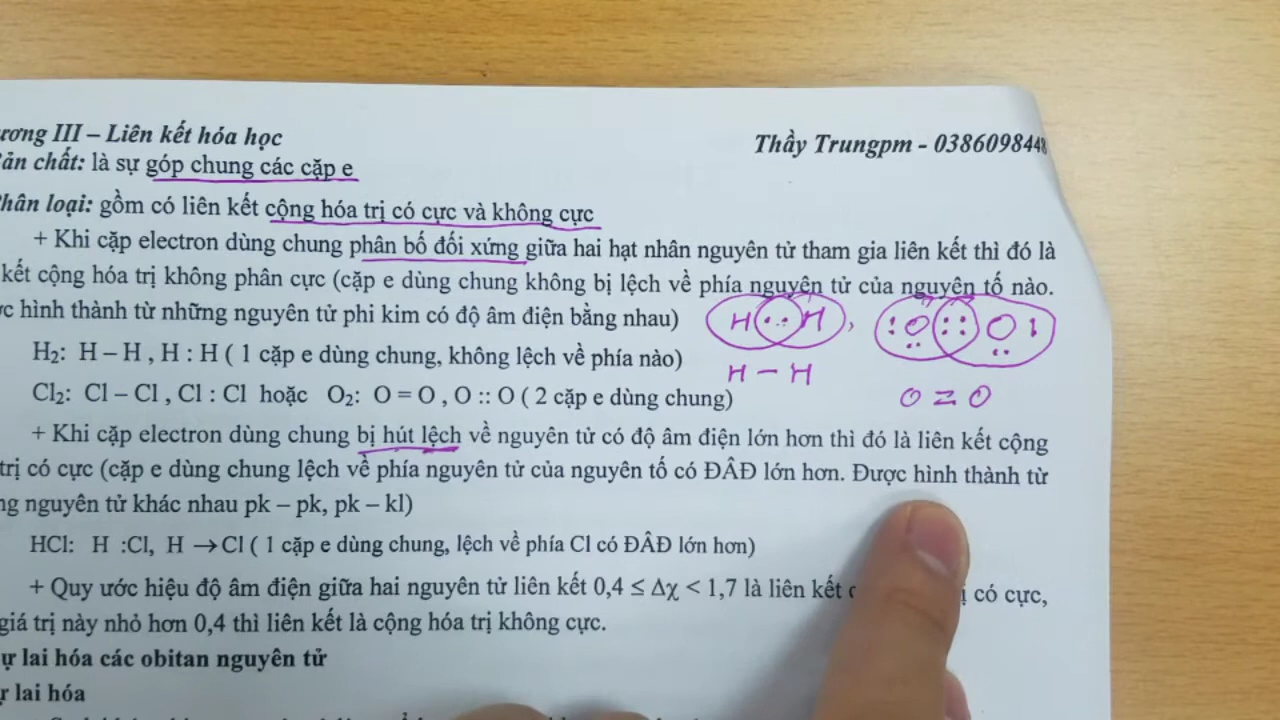 ương III – Liên kết hóa học
Thầy Trungpm - 0386098448
ản chất: là sự góp chung các cặp e
hân loại: gồm có liên kết cộng hóa trị có cực và không cực
+ Khi cặp electron dùng chung phân bố đối xứng giữa hai hạt nhân nguyên tử tham gia liên kết thì đó là
kết cộng hóa trị không phân cực (cặp e dùng chung không bị lệch về phía nguyên tử của nguyên tố nào.
c hình thành từ những nguyên tử phi kim có độ âm điện bằng nhau)
H : H , :O :: O:
H₂: H – H , H : H ( 1 cặp e dùng chung, không lệch về phía nào)
H – H
Cl₂: Cl – Cl , Cl : Cl hoặc O₂: O = O , O :: O ( 2 cặp e dùng chung)
O = O
+ Khi cặp electron dùng chung bị hút lệch về nguyên tử có độ âm điện lớn hơn thì đó là liên kết cộng
trị có cực (cặp e dùng chung lệch về phía nguyên tử của nguyên tố có ĐÂĐ lớn hơn. Được hình thành từ
ng nguyên tử khác nhau pk – pk, pk – kl)
HCl: H :Cl, H → Cl ( 1 cặp e dùng chung, lệch về phía Cl có ĐÂĐ lớn hơn)
+ Quy ước hiệu độ âm điện giữa hai nguyên tử liên kết 0,4 ≤ Δχ < 1,7 là liên kết có cực,
giá trị này nhỏ hơn 0,4 thì liên kết là cộng hóa trị không cực.
ự lai hóa các obitan nguyên tử
ự lai hóa